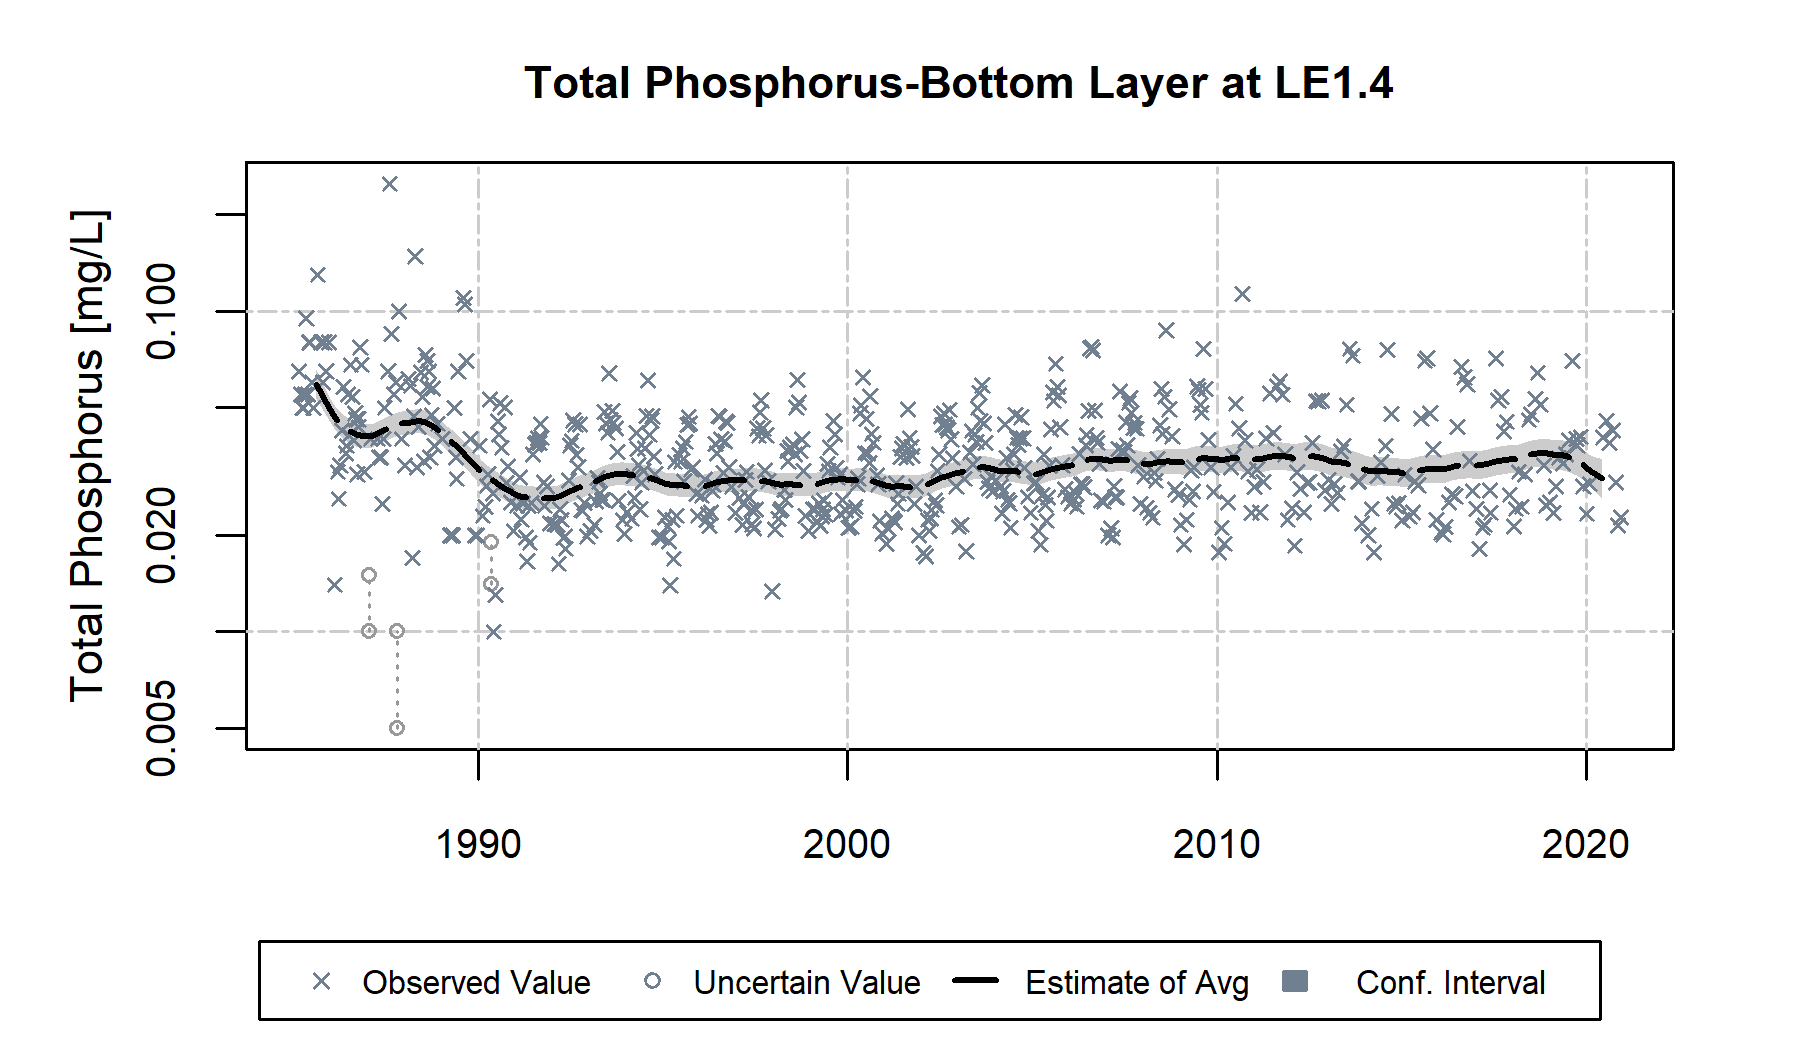 Total Phosphorus-Bottom Layer at LE1.4
Total Phosphorus [mg/L]
0.100
0.020
0.005
1990
2000
2010
2020
Observed Value
Uncertain Value
Estimate of Avg
Conf. Interval